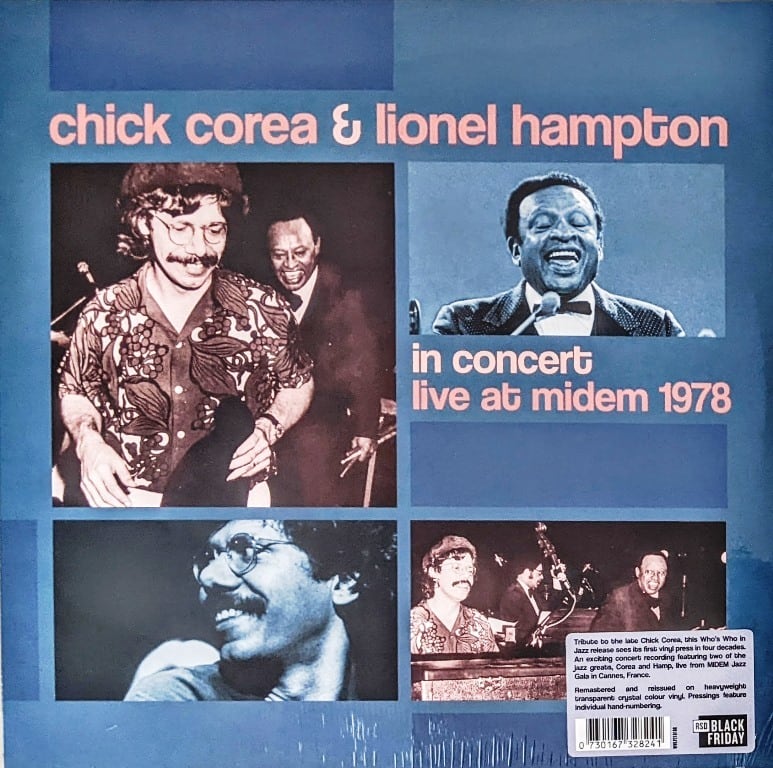 chick corea & lionel hampton
in concert
live at midem 1978
Tribute to the late Chick Corea, this Who's Who in
Jazz release sees its first vinyl press in four decades.
An exciting concert recording featuring two of the
jazz greats, Corea and Hamp, live from MIDEM Jazz
Gala in Cannes, France.
Remastered and reissued on heavyweight
transparent crystal colour vinyl. Pressings feature
individual hand-numbering.
0 730167 328241
RSD BLACK
FRIDAY